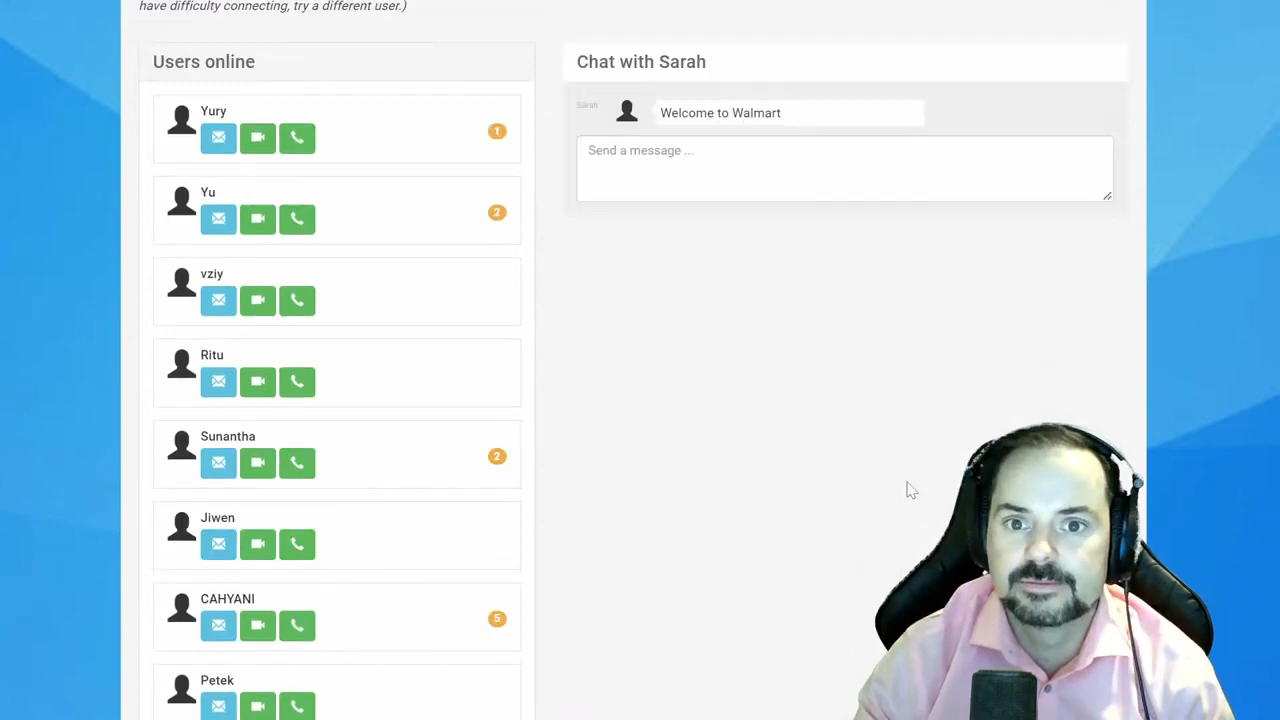 have difficulty connecting, try a different user.)
Users online
Yury
1
Yu
2
vziy
Ritu
Sunantha
2
Jiwen
CAHYANI
5
Petek
Chat with Sarah
Sarah
Welcome to Walmart
Send a message ...